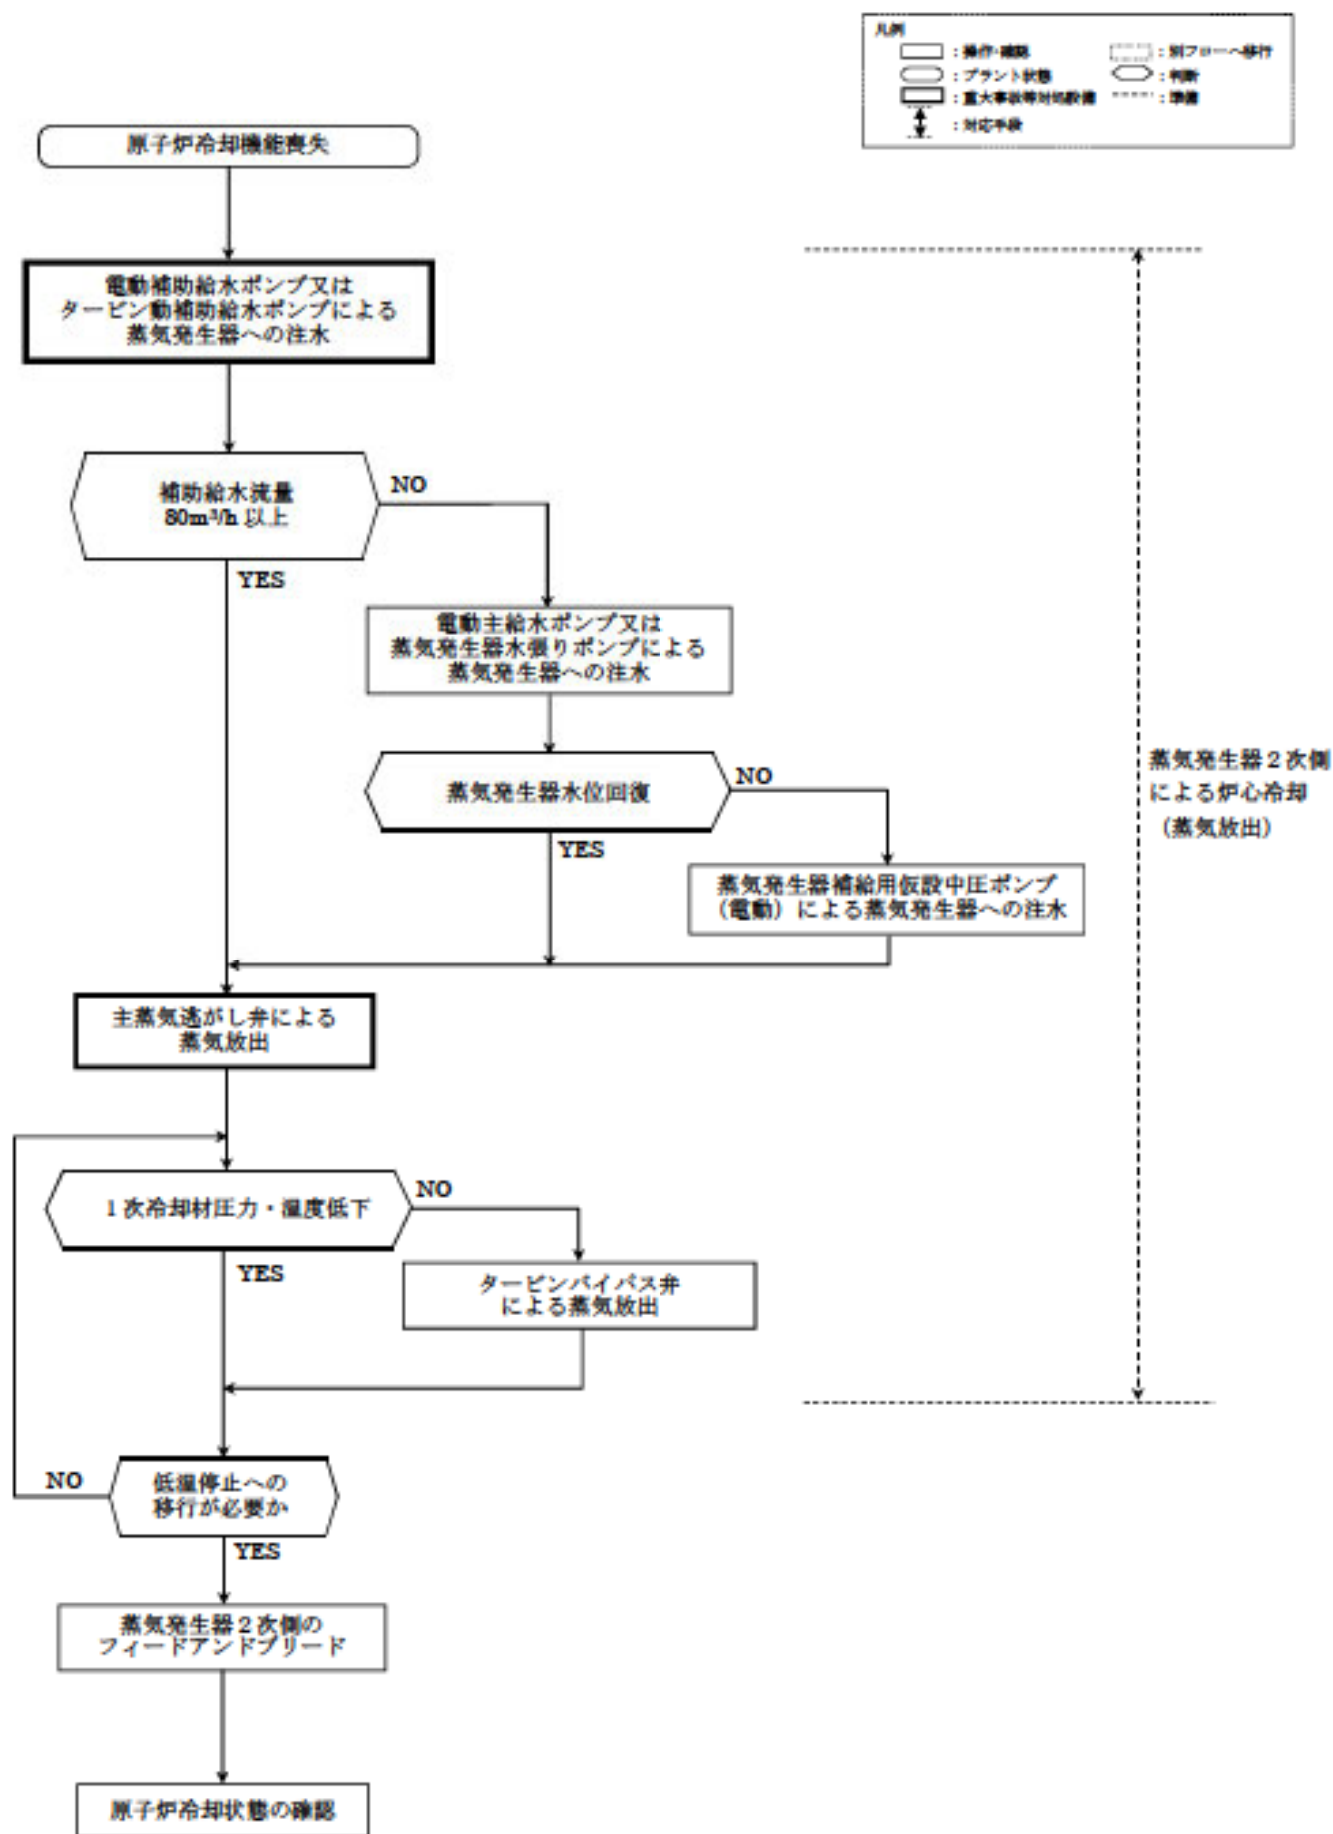 凡例
：操作・確認
：別フローへ移行
：プラント状態
：判断
：重大事故等対処設備
：準備
：対応手段
原子炉冷却機能喪失
電動補助給水ポンプ又は
タービン動補助給水ポンプによる
蒸気発生器への注水
補助給水流量
80m³/h 以上
NO
YES
電動主給水ポンプ又は
蒸気発生器水張りポンプによる
蒸気発生器への注水
蒸気発生器水位回復
NO
YES
蒸気発生器補給用仮設中圧ポンプ
（電動）による蒸気発生器への注水
蒸気発生器２次側
による炉心冷却
（蒸気放出）
主蒸気逃がし弁による
蒸気放出
１次冷却材圧力・温度低下
NO
YES
タービンバイパス弁
による蒸気放出
低温停止への
移行が必要か
NO
YES
蒸気発生器２次側の
フィードアンドブリード
原子炉冷却状態の確認